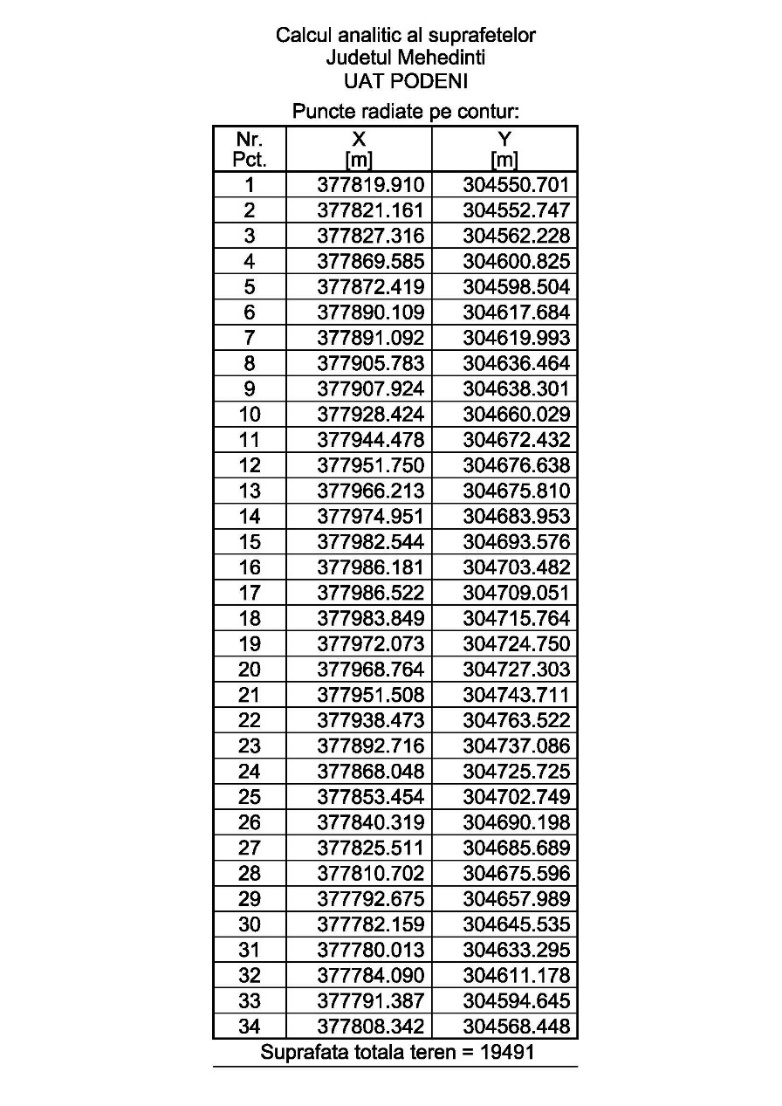 Calcul analitic al suprafetelor
Judetul Mehedinti
UAT PODENI
Puncte radiate pe contur:
Nr. Pct. X [m] Y [m]
1 377819.910 304550.701
2 377821.161 304552.747
3 377827.316 304562.228
4 377869.585 304600.825
5 377872.419 304598.504
6 377890.109 304617.684
7 377891.092 304619.993
8 377905.783 304636.464
9 377907.924 304638.301
10 377928.424 304660.029
11 377944.478 304672.432
12 377951.750 304676.638
13 377966.213 304675.810
14 377974.951 304683.953
15 377982.544 304693.576
16 377986.181 304703.482
17 377986.522 304709.051
18 377983.849 304715.764
19 377972.073 304724.750
20 377968.764 304727.303
21 377951.508 304743.711
22 377938.473 304763.522
23 377892.716 304737.086
24 377868.048 304725.725
25 377853.454 304702.749
26 377840.319 304690.198
27 377825.511 304685.689
28 377810.702 304675.596
29 377792.675 304657.989
30 377782.159 304645.535
31 377780.013 304633.295
32 377784.090 304611.178
33 377791.387 304594.645
34 377808.342 304568.448
Suprafata totala teren = 19491